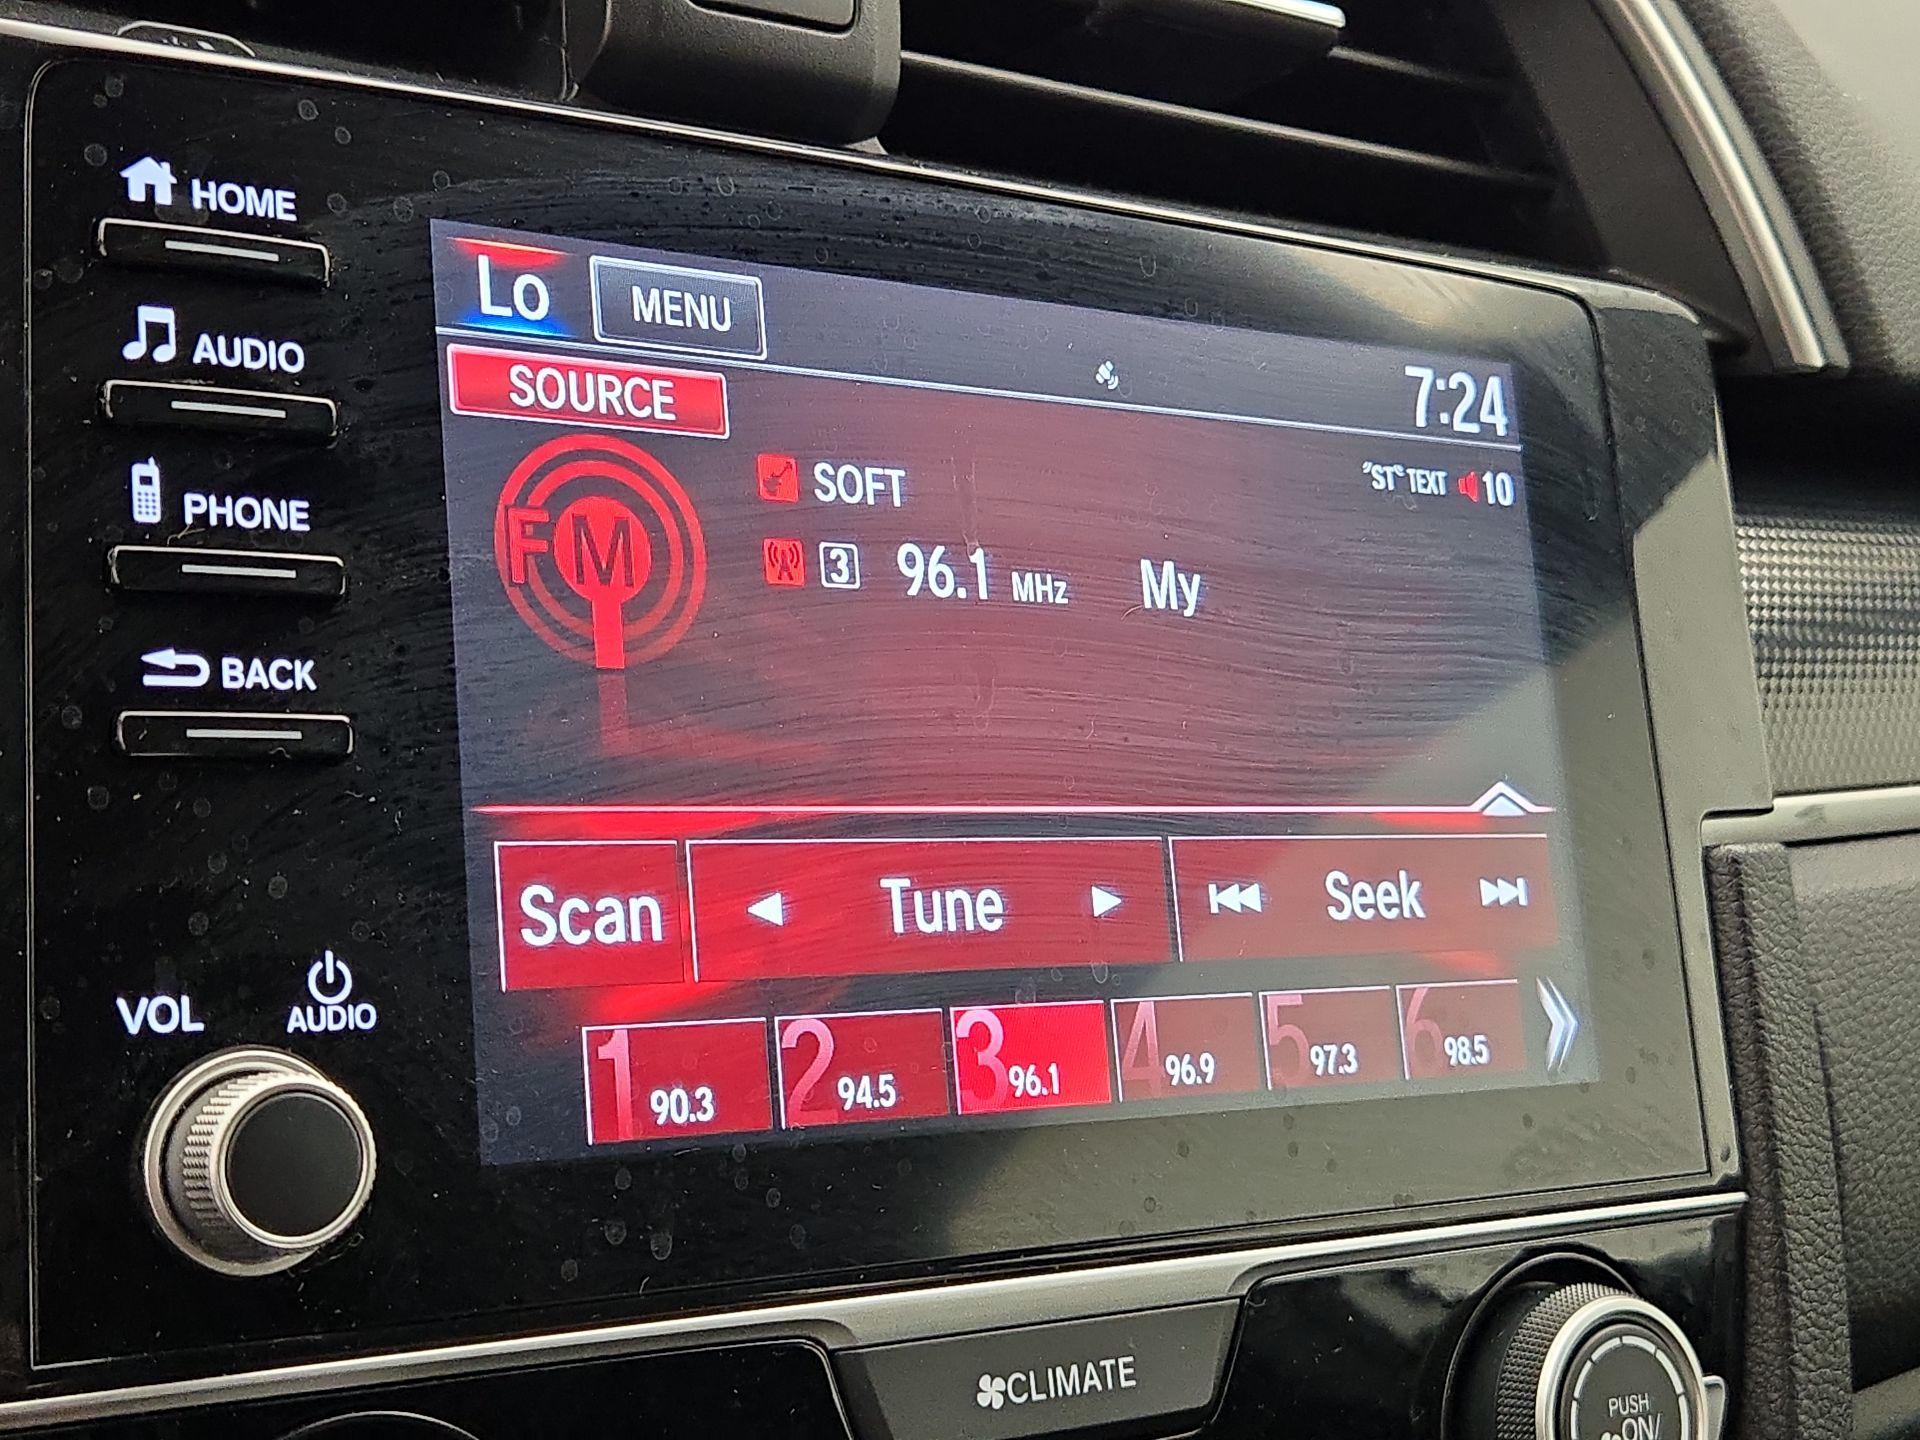 HOME
AUDIO
PHONE
BACK
VOL
AUDIO
Lo MENU
7:24
SOURCE
FM
SOFT
"ST" TEXT 10
3 96.1 MHz My
Scan Tune Seek
1 90.3 2 94.5 3 96.1 4 96.9 5 97.3 6 98.5
CLIMATE
PUSH
ON/